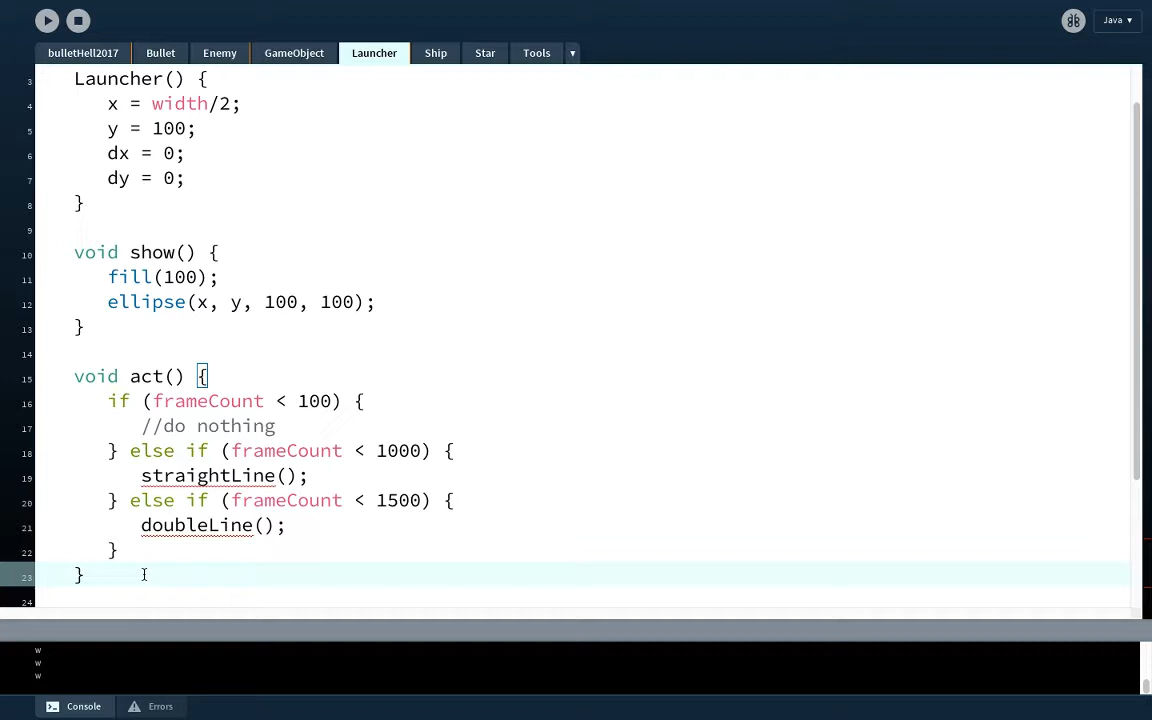 Java ▾
bulletHell2017 Bullet Enemy GameObject Launcher Ship Star Tools ▾
3 Launcher() {
4 x = width/2;
5 y = 100;
6 dx = 0;
7 dy = 0;
8 }
9
10 void show() {
11 fill(100);
12 ellipse(x, y, 100, 100);
13 }
14
15 void act() {
16 if (frameCount < 100) {
17 //do nothing
18 } else if (frameCount < 1000) {
19 straightLine();
20 } else if (frameCount < 1500) {
21 doubleLine();
22 }
23 }
24
w
w
w
Console Errors